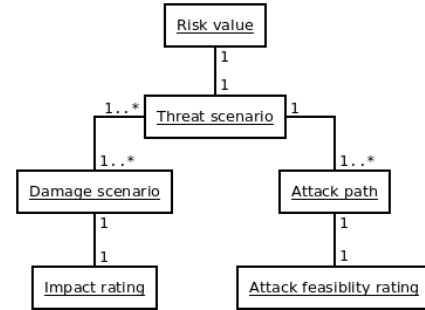 Risk value
1
1
1..* Threat scenario 1
1..* 1..*
Damage scenario Attack path
1 1
1 1
Impact rating Attack feasiblity rating